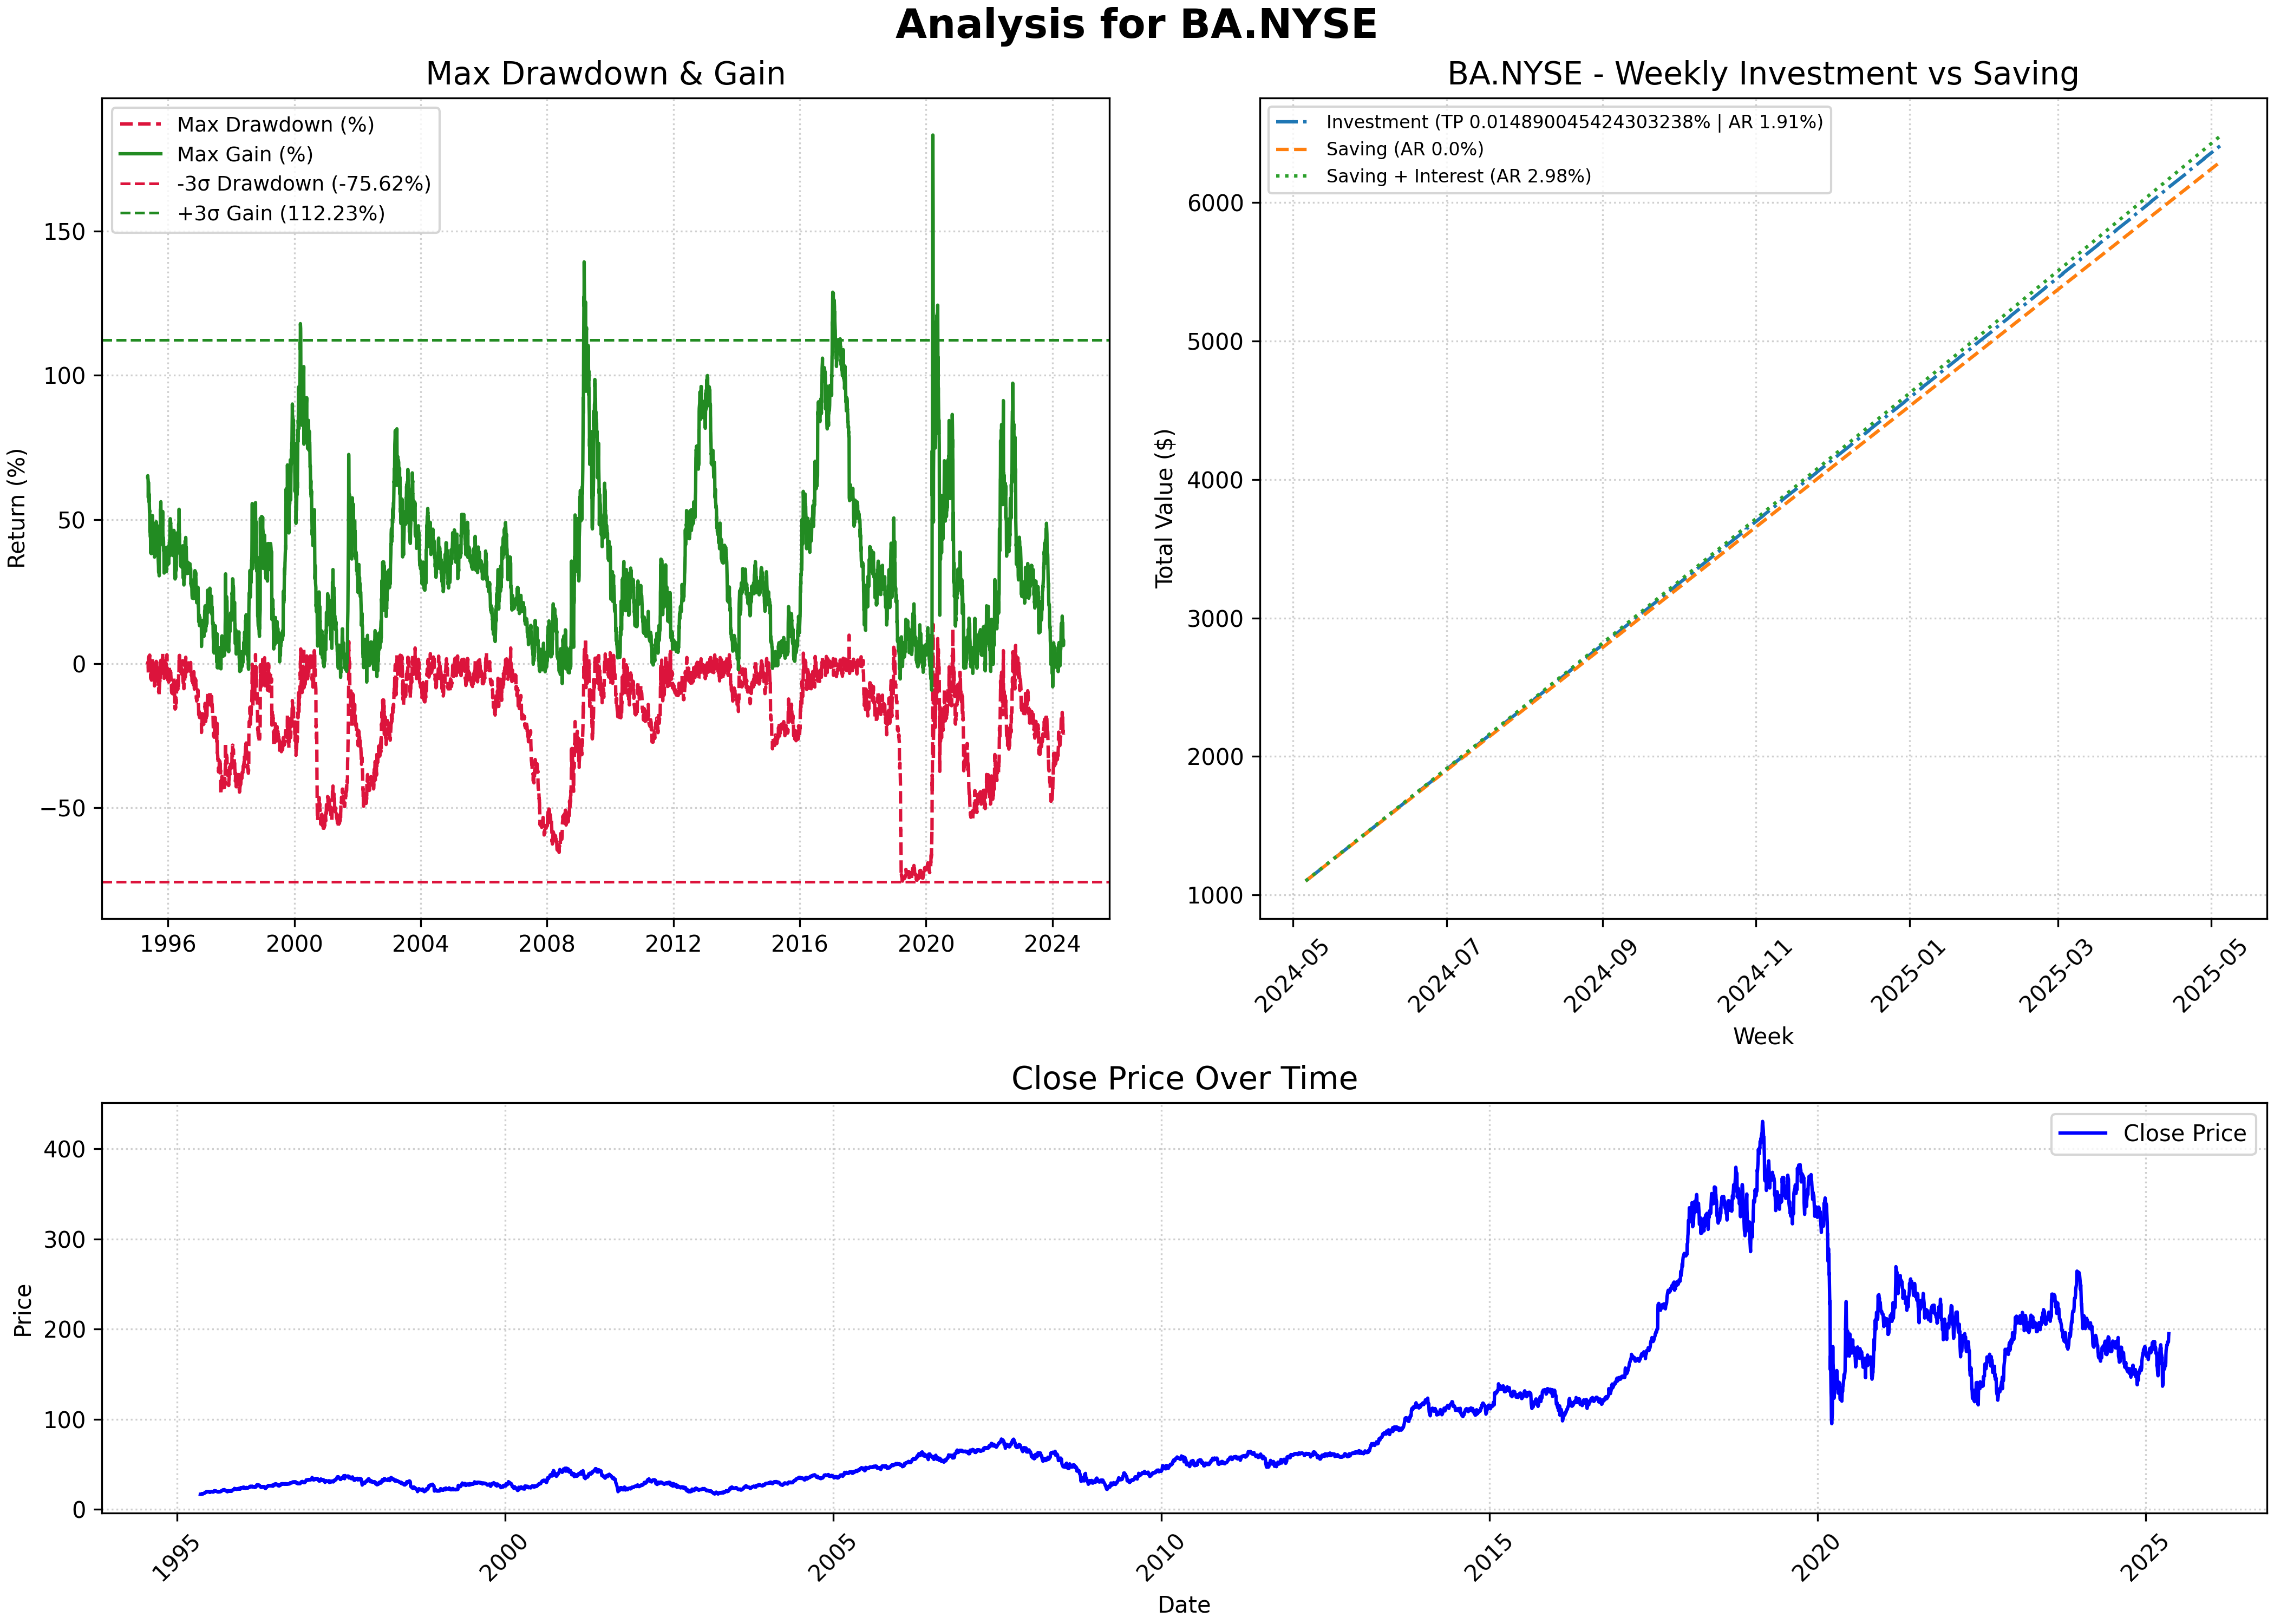 Analysis for BA.NYSE
Max Drawdown & Gain
Max Drawdown (%)
Max Gain (%)
-3σ Drawdown (-75.62%)
+3σ Gain (112.23%)
Return (%)
150
100
50
0
−50
1996
2000
2004
2008
2012
2016
2020
2024
BA.NYSE - Weekly Investment vs Saving
Investment (TP 0.014890045424303238% | AR 1.91%)
Saving (AR 0.0%)
Saving + Interest (AR 2.98%)
Total Value ($)
6000
5000
4000
3000
2000
1000
2024-05
2024-07
2024-09
2024-11
2025-01
2025-03
2025-05
Week
Close Price Over Time
Close Price
Price
400
300
200
100
0
1995
2000
2005
2010
2015
2020
2025
Date